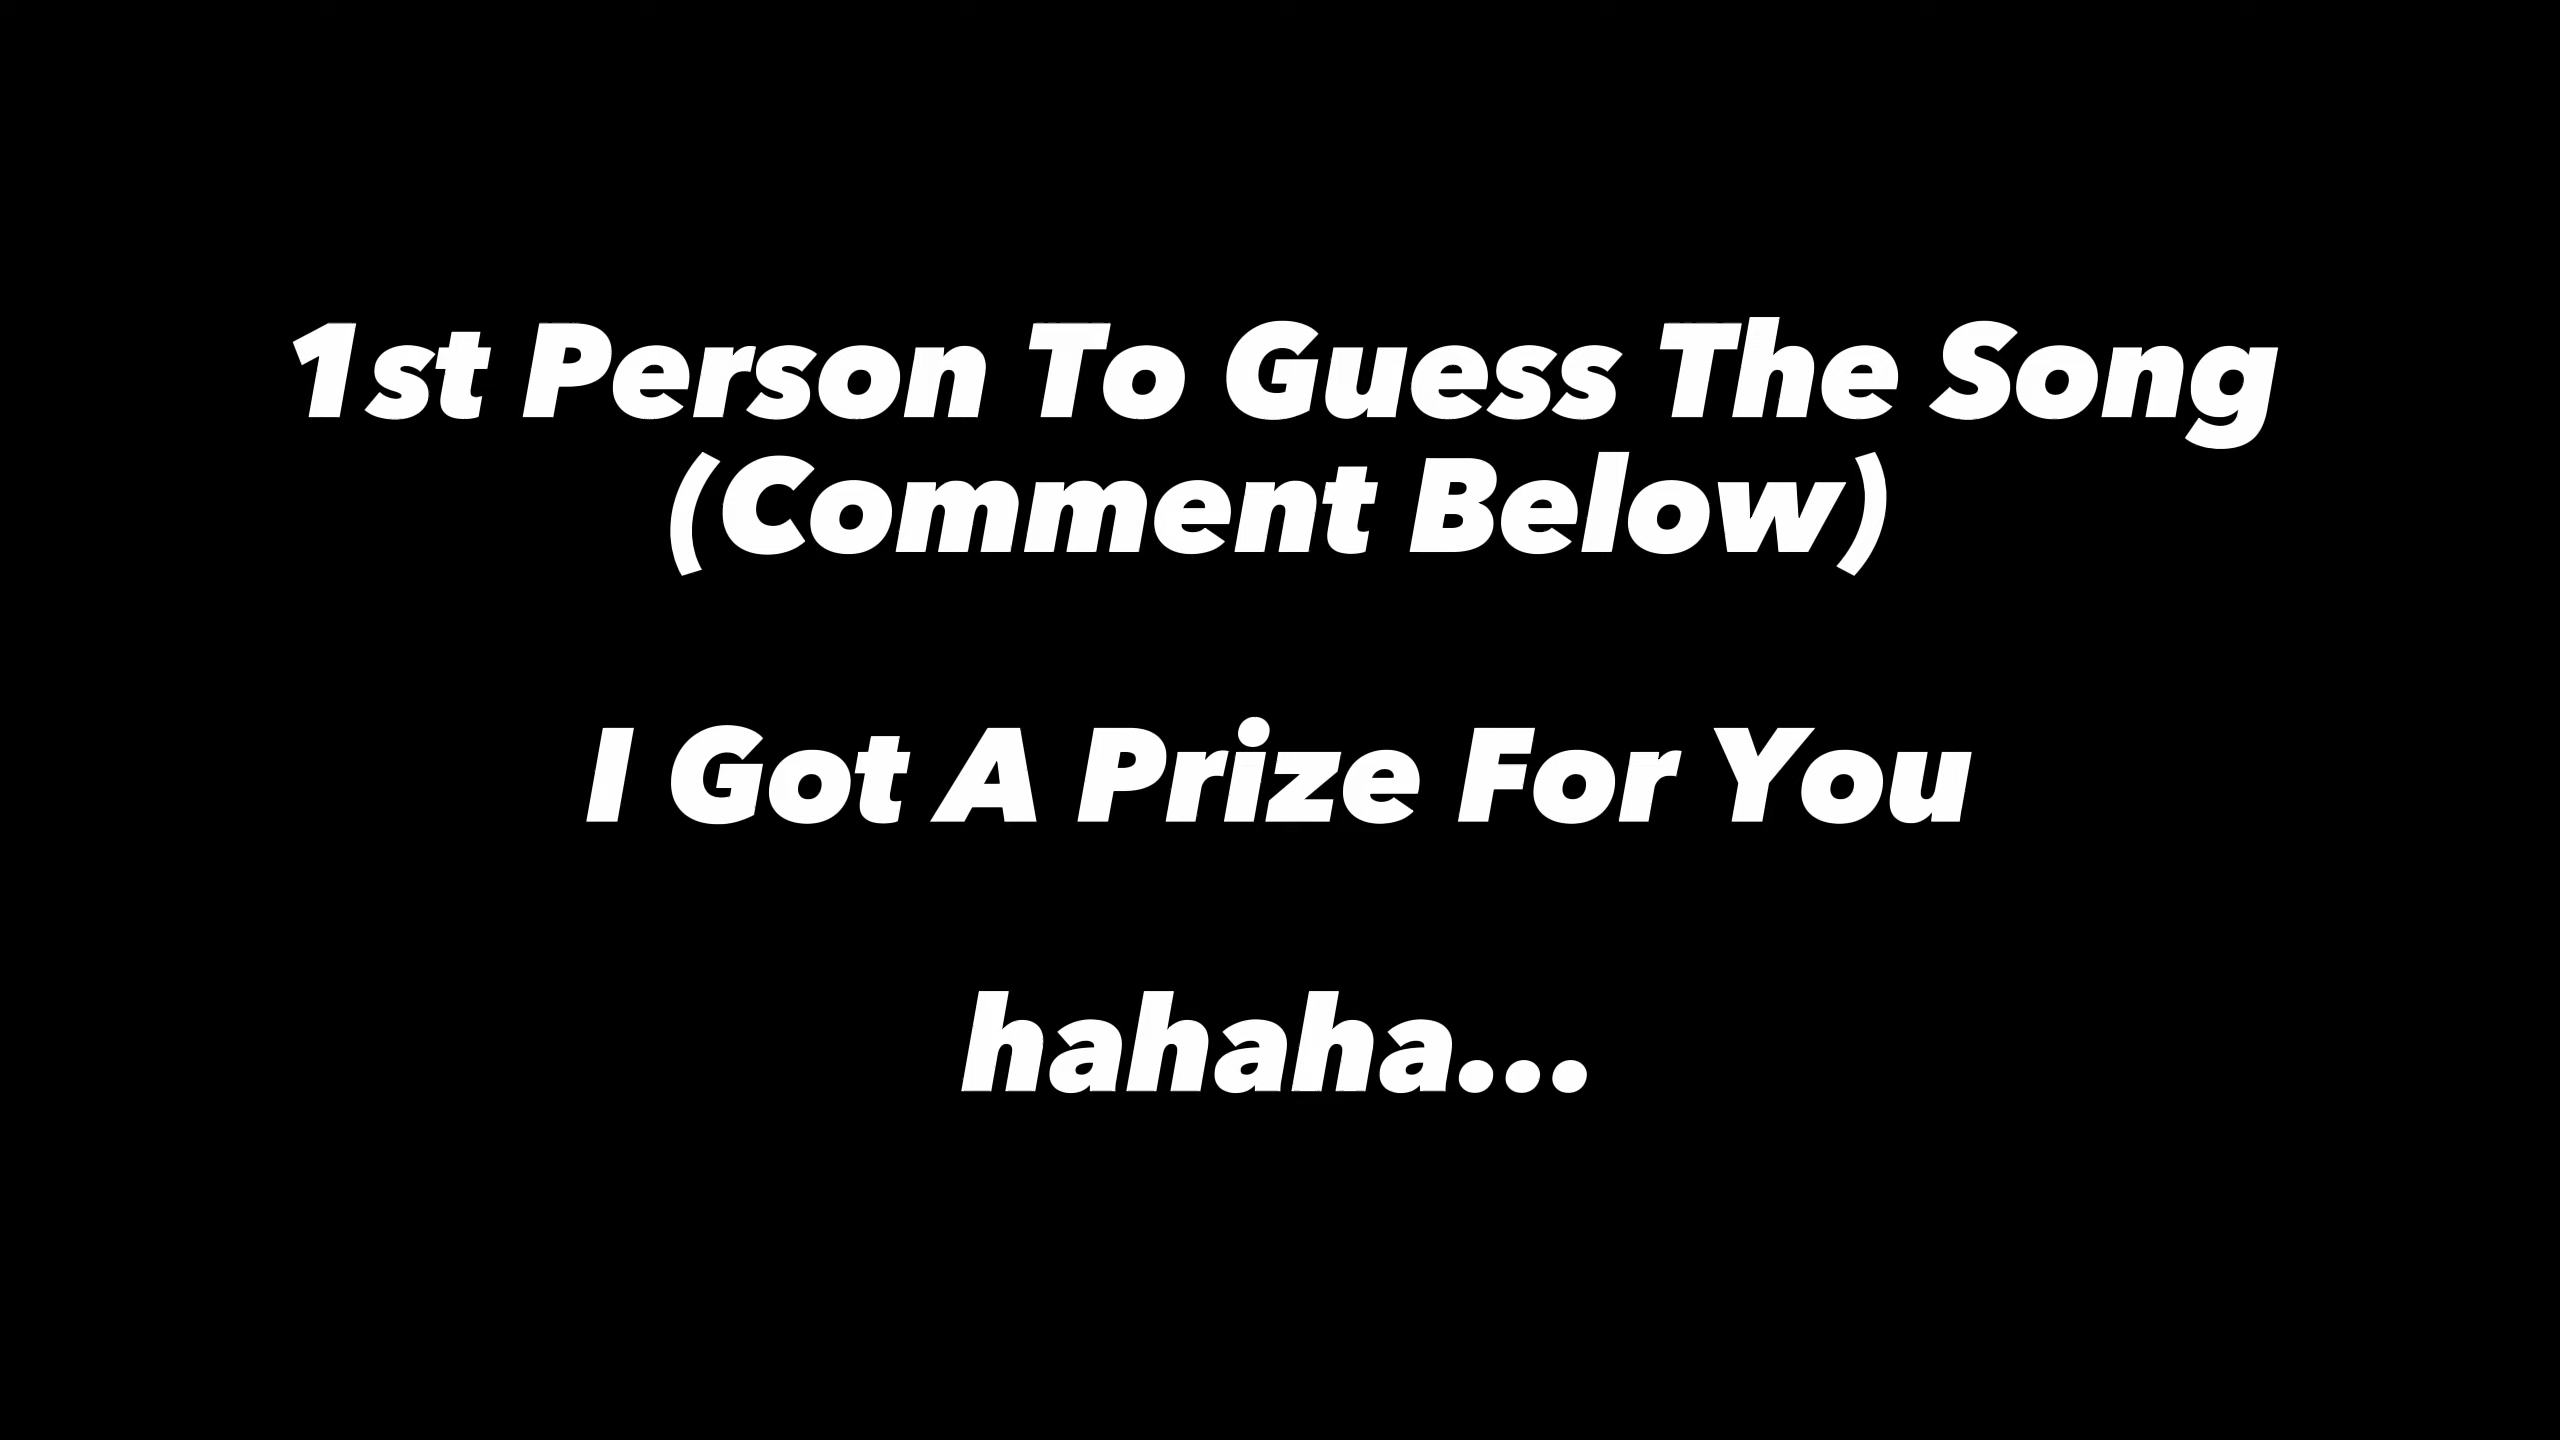 1st Person To Guess The Song
(Comment Below)
I Got A Prize For You
hahaha...